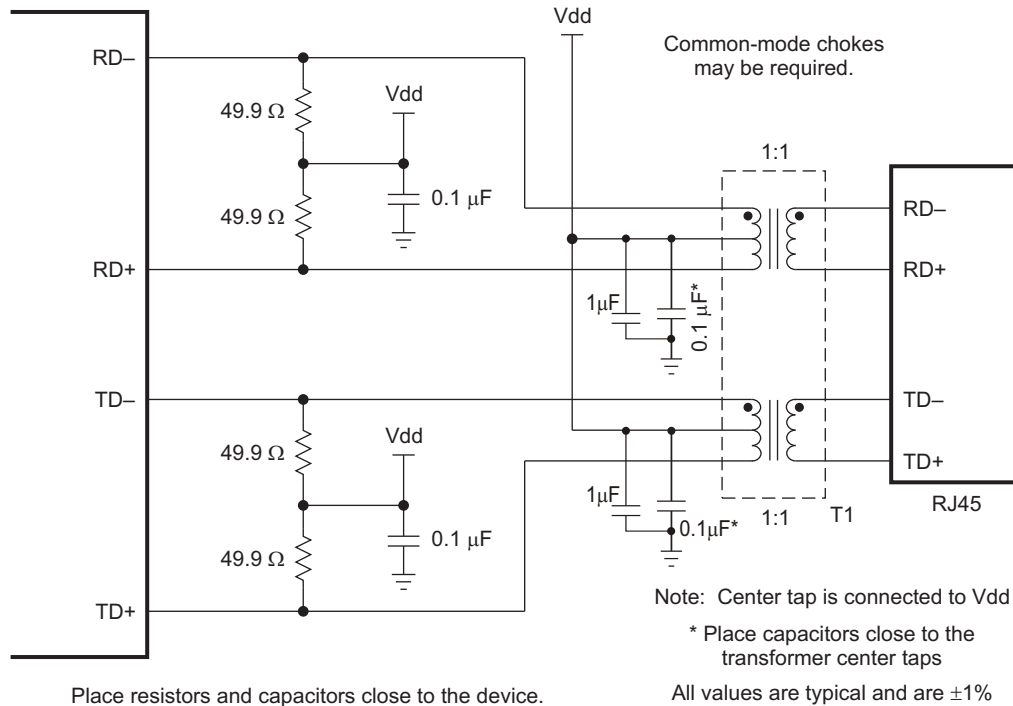 Vdd
Common-mode chokes
may be required.
RD–
49.9 Ω
Vdd
0.1 μF
49.9 Ω
RD+
1:1
RD–
RD+
1μF
0.1 μF*
TD–
49.9 Ω
Vdd
0.1 μF
49.9 Ω
TD+
1μF
0.1μF*
1:1
T1
TD–
TD+
RJ45
Note: Center tap is connected to Vdd
* Place capacitors close to the
transformer center taps
Place resistors and capacitors close to the device.
All values are typical and are ±1%